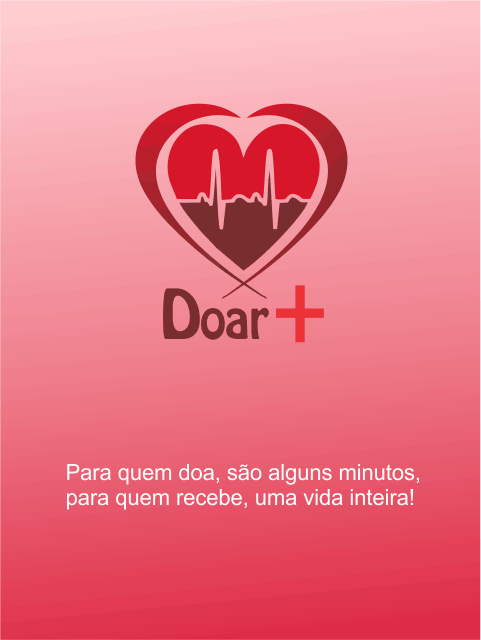 Doar+
Para quem doa, são alguns minutos,
para quem recebe, uma vida inteira!